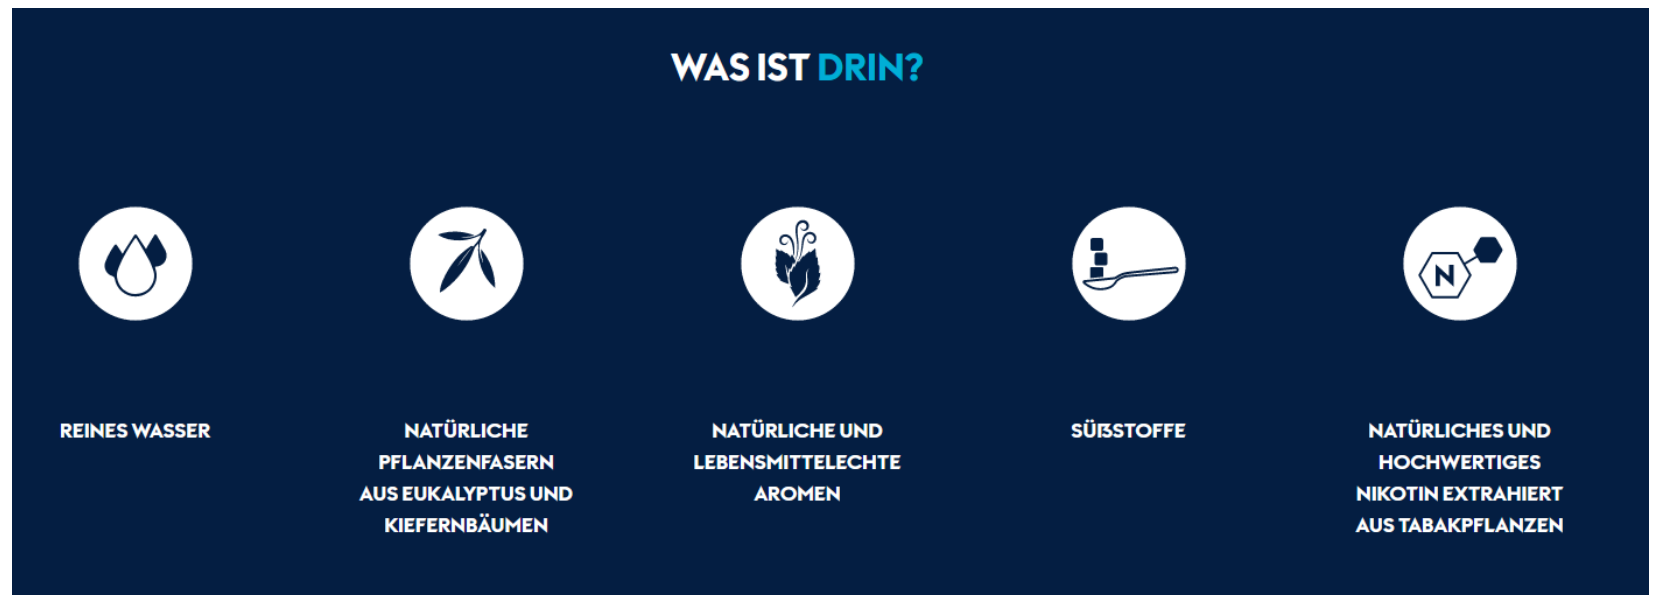 WAS IST DRIN?
N
REINES WASSER
NATÜRLICHE
PFLANZENFASERN
AUS EUKALYPTUS UND
KIEFERNBÄUMEN
NATÜRLICHE UND
LEBENSMITTELECHTE
AROMEN
SÜẞSTOFFE
NATÜRLICHES UND
HOCHWERTIGES
NIKOTIN EXTRAHIERT
AUS TABAKPFLANZEN